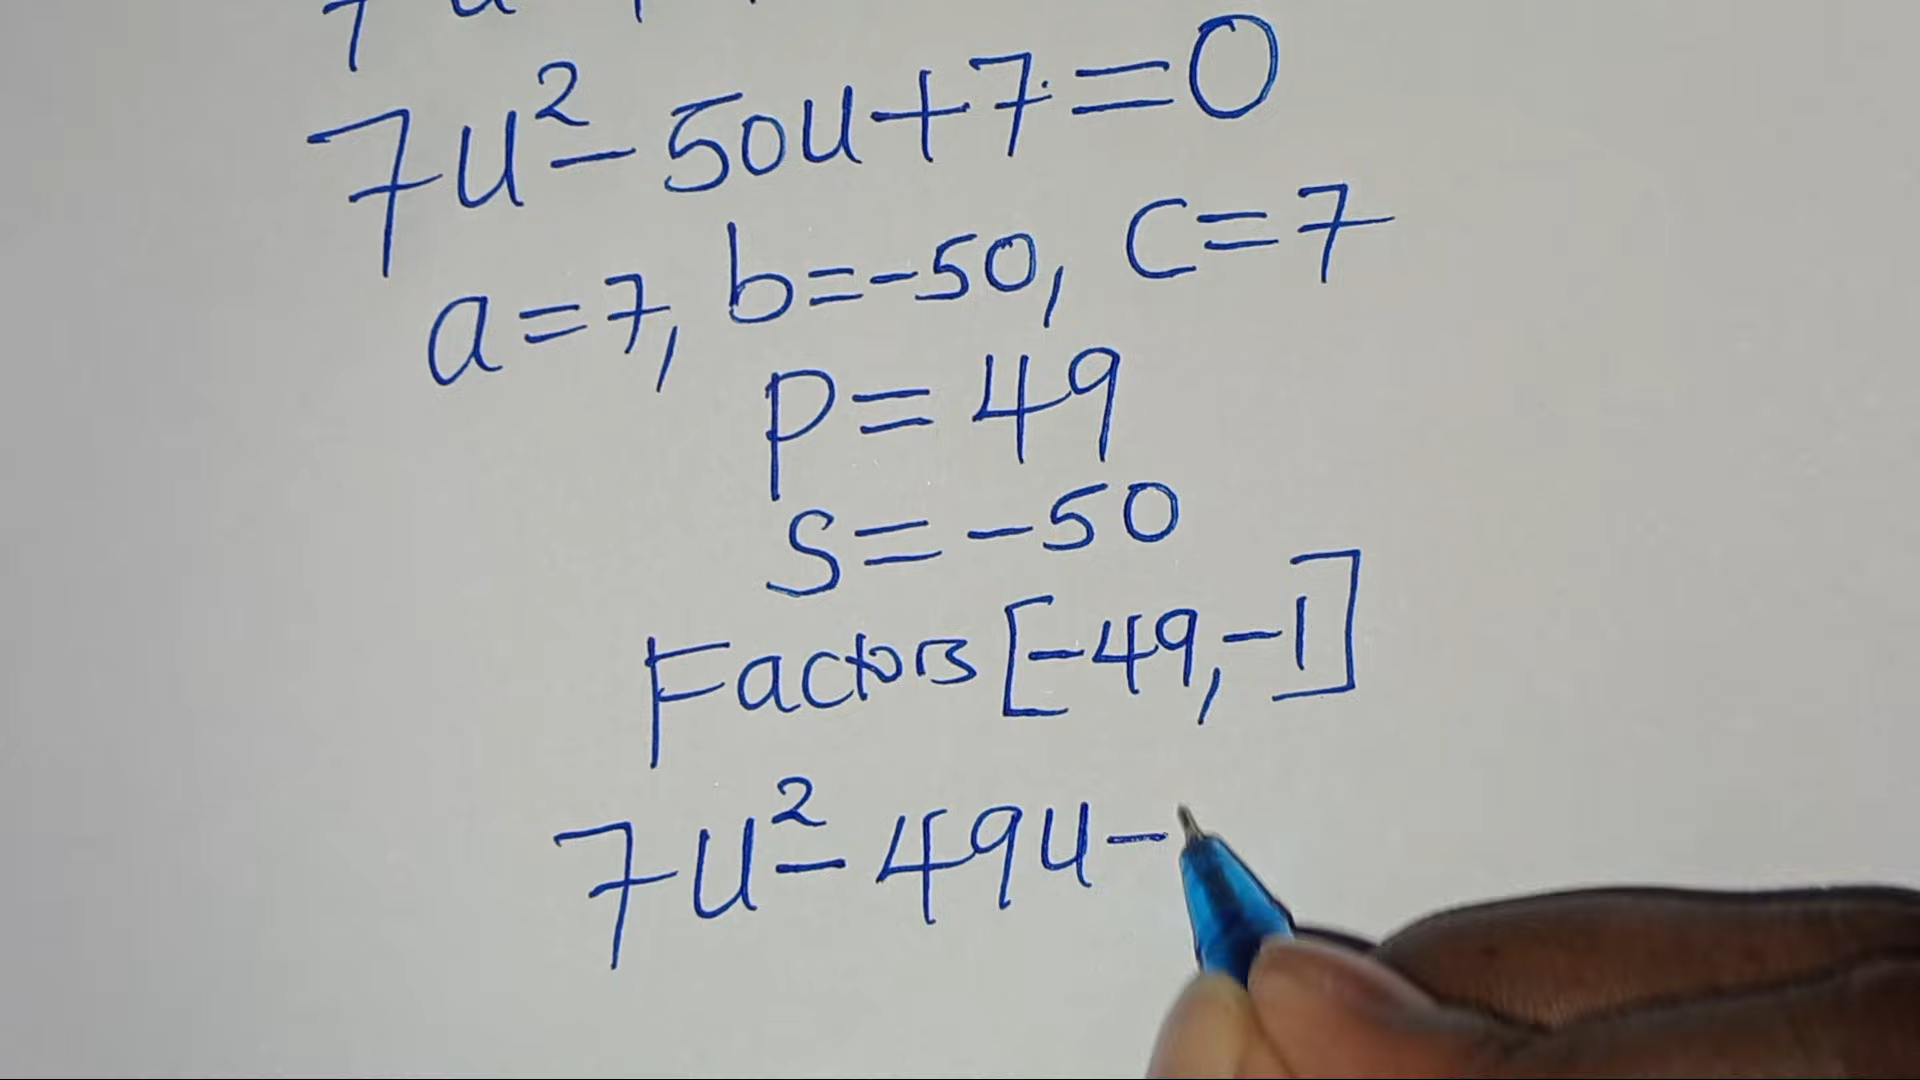 7u² - 50u + 7 = 0
a = 7, b = -50, c = 7
P = 49
S = -50
Factors [-49, -1]
7u² - 49u -